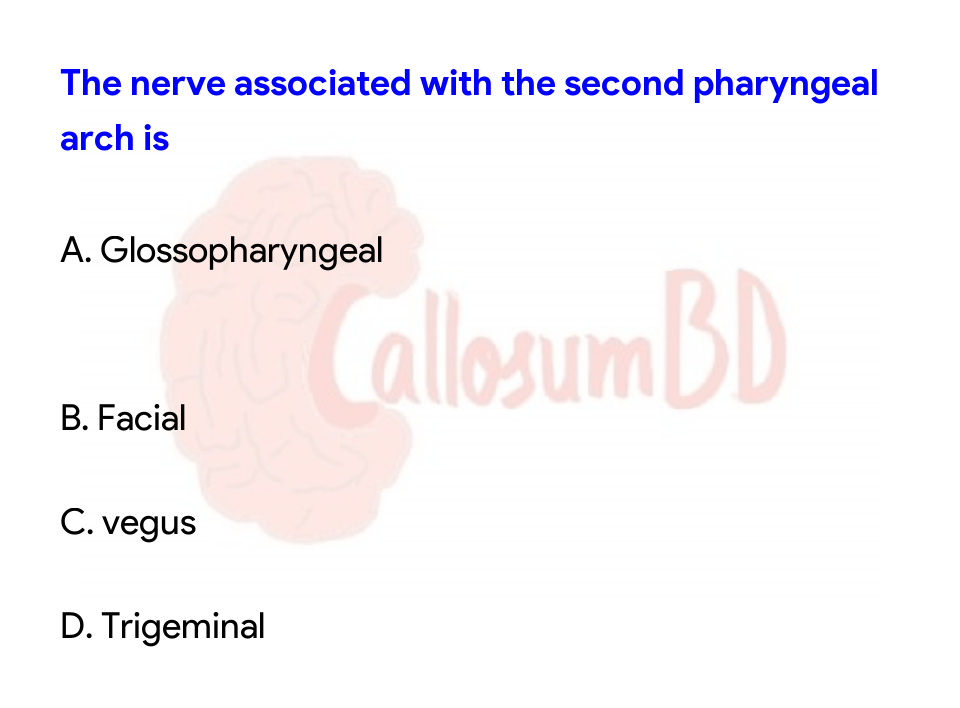 The nerve associated with the second pharyngeal
arch is
A. Glossopharyngeal
CallosumBD
B. Facial
C. vegus
D. Trigeminal